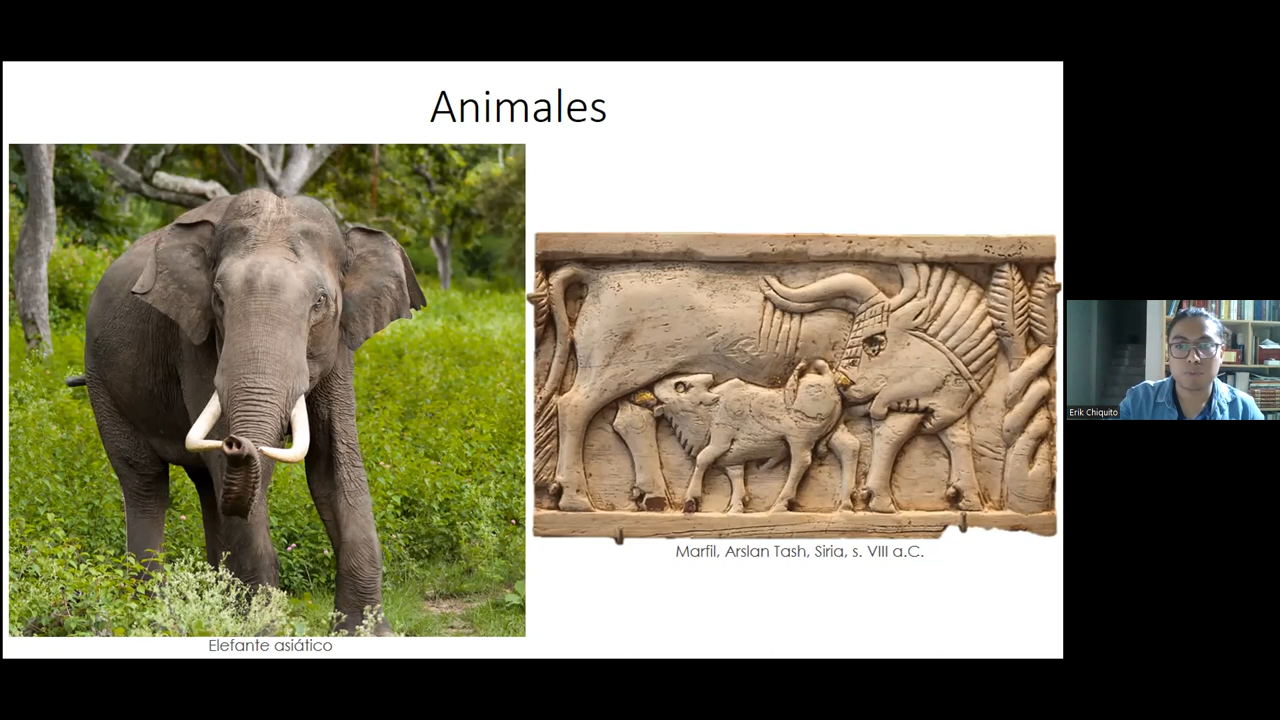 Animales
Marfil, Arslan Tash, Siria, s. VIII a.C.
Elefante asiático
Erik Chiquito